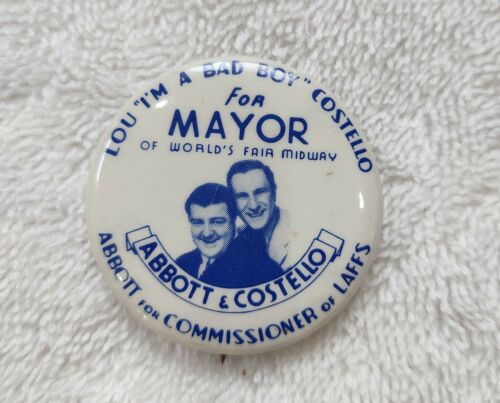 LOU "I'M A BAD BOY" COSTELLO
FOR
MAYOR
OF WORLD'S FAIR MIDWAY
ABBOTT & COSTELLO
ABBOTT FOR COMMISSIONER OF LAFFS